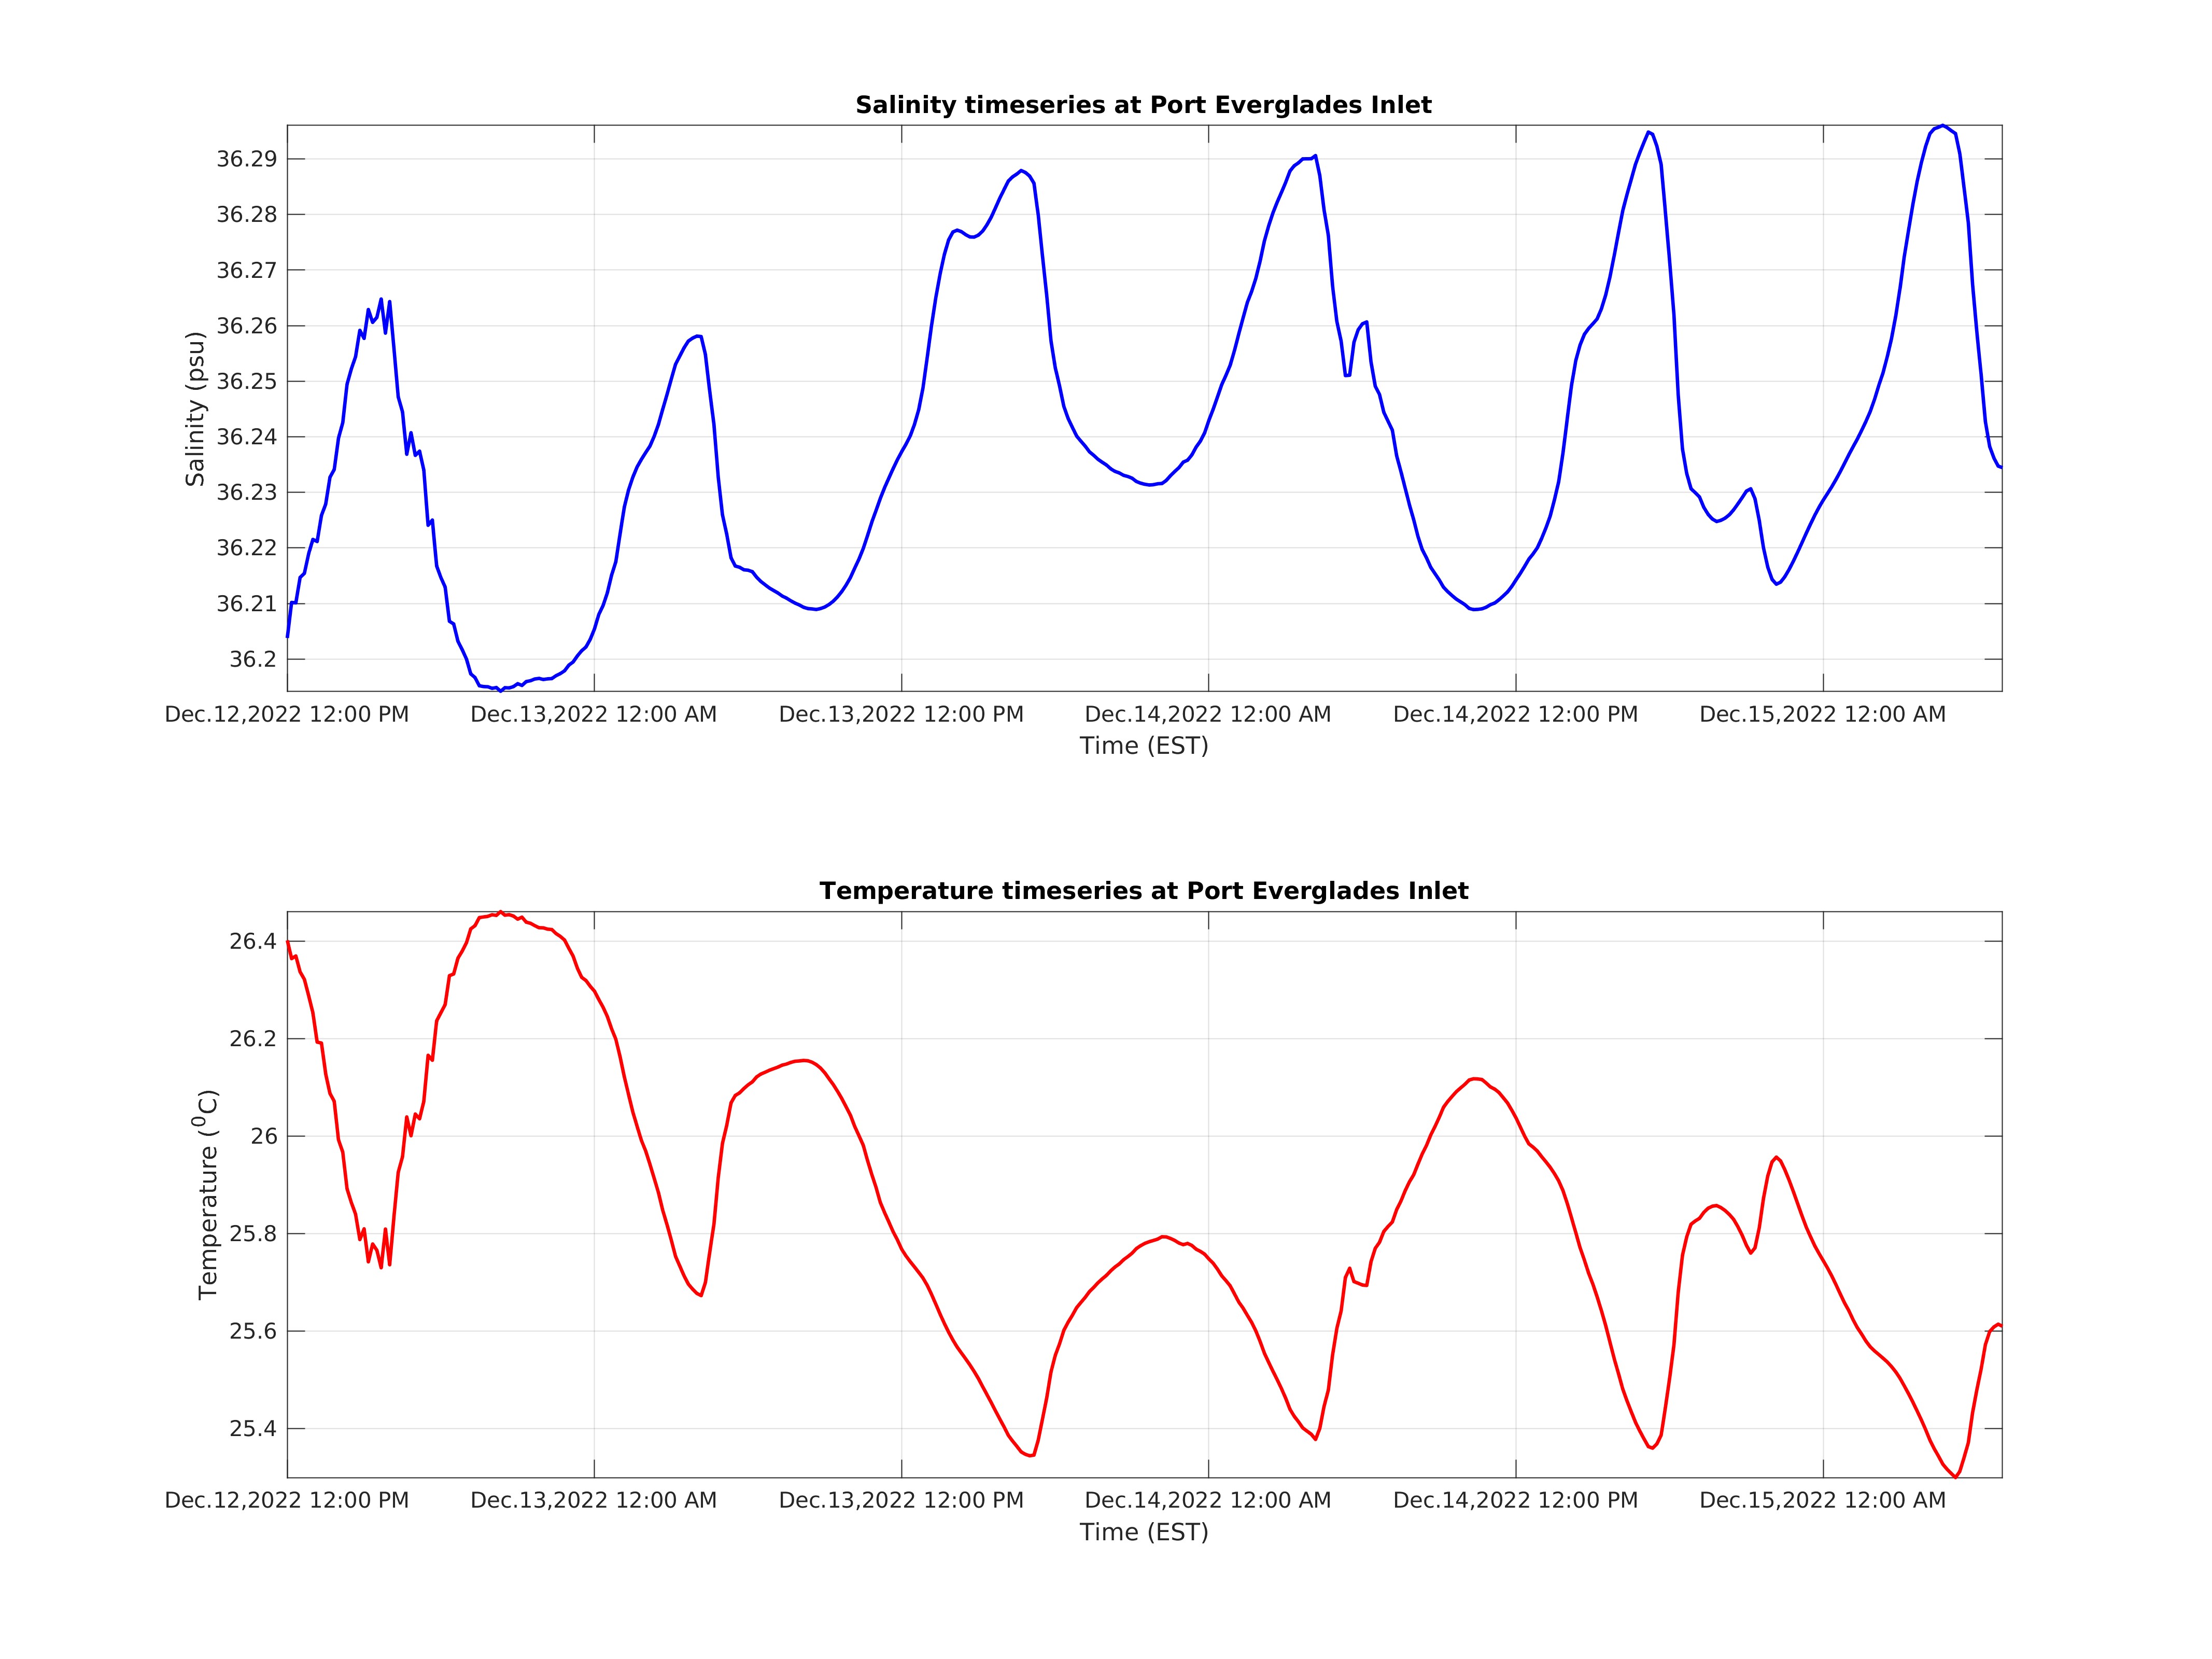 Salinity timeseries at Port Everglades Inlet
36.29
36.28
36.27
36.26
36.25
36.24
36.23
36.22
36.21
36.2
Salinity (psu)
Dec.12,2022 12:00 PM Dec.13,2022 12:00 AM Dec.13,2022 12:00 PM Dec.14,2022 12:00 AM Dec.14,2022 12:00 PM Dec.15,2022 12:00 AM
Time (EST)
Temperature timeseries at Port Everglades Inlet
26.4
26.2
26
25.8
25.6
25.4
Temperature (⁰C)
Dec.12,2022 12:00 PM Dec.13,2022 12:00 AM Dec.13,2022 12:00 PM Dec.14,2022 12:00 AM Dec.14,2022 12:00 PM Dec.15,2022 12:00 AM
Time (EST)